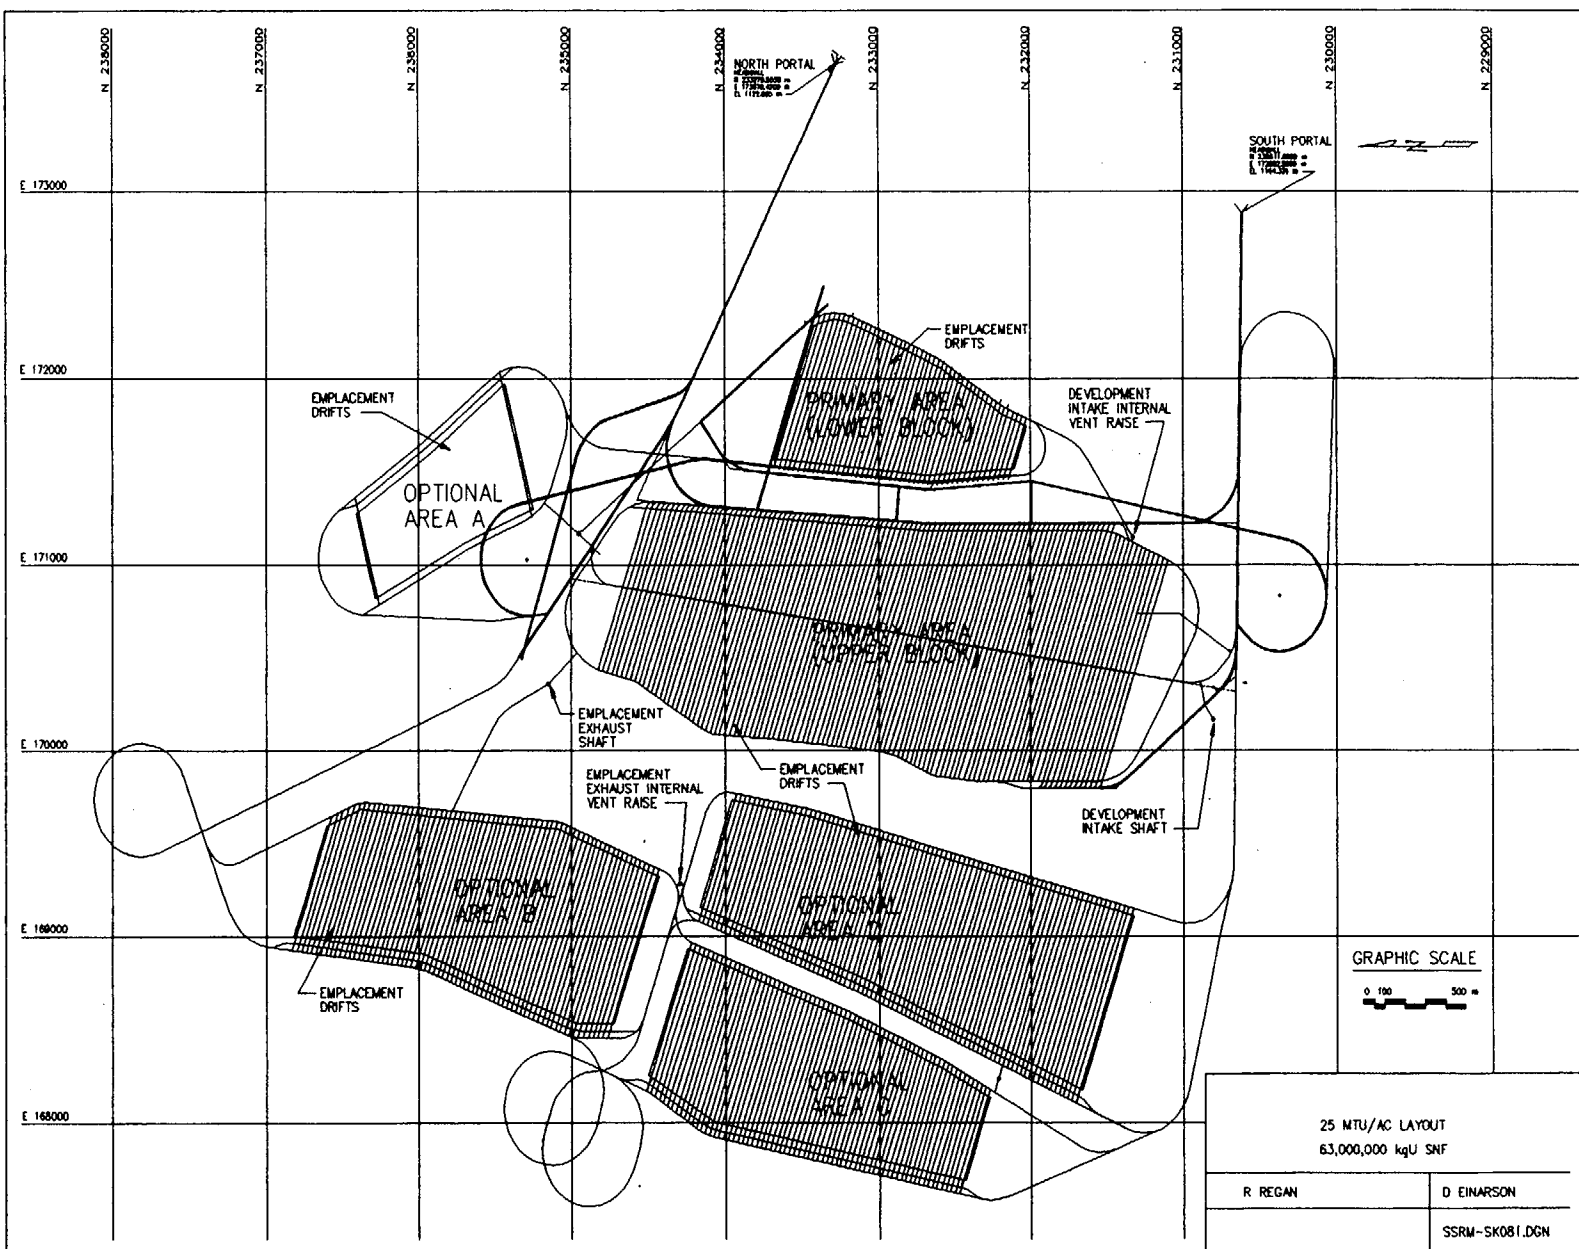 N 238000
N 237000
N 236000
N 235000
N 234000
N 233000
N 232000
N 231000
N 230000
N 229000
NORTH PORTAL
SOUTH PORTAL
N
E 173000
E 172000
E 171000
E 170000
E 169000
E 168000
EMPLACEMENT
DRIFTS
EMPLACEMENT
DRIFTS
PRIMARY AREA
(LOWER BLOCK)
DEVELOPMENT
INTAKE INTERNAL
VENT RAISE
OPTIONAL
AREA A
PRIMARY AREA
(UPPER BLOCK)
EMPLACEMENT
EXHAUST
SHAFT
EMPLACEMENT
EXHAUST INTERNAL
VENT RAISE
EMPLACEMENT
DRIFTS
DEVELOPMENT
INTAKE SHAFT
OPTIONAL
AREA B
OPTIONAL
AREA
EMPLACEMENT
DRIFTS
OPTIONAL
AREA C
GRAPHIC SCALE
0 100 500 m
25 MTU/AC LAYOUT
63,000,000 kgU SNF
R REGAN
D EINARSON
SSRM-SK081.DGN